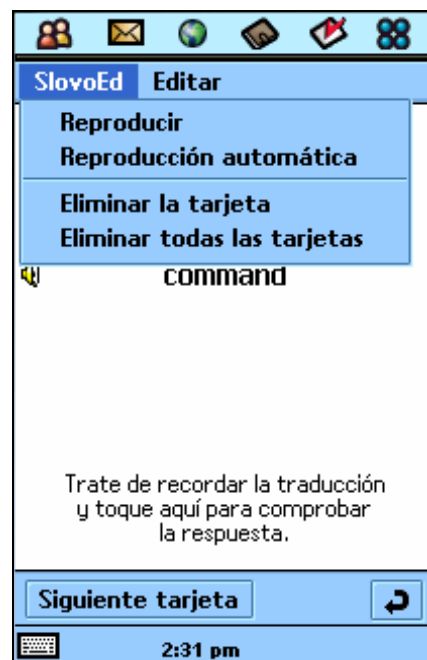 SlovoEd Editar
Reproducir
Reproducción automática
Eliminar la tarjeta
Eliminar todas las tarjetas
command
Trate de recordar la traducción
y toque aquí para comprobar
la respuesta.
Siguiente tarjeta
2:31 pm